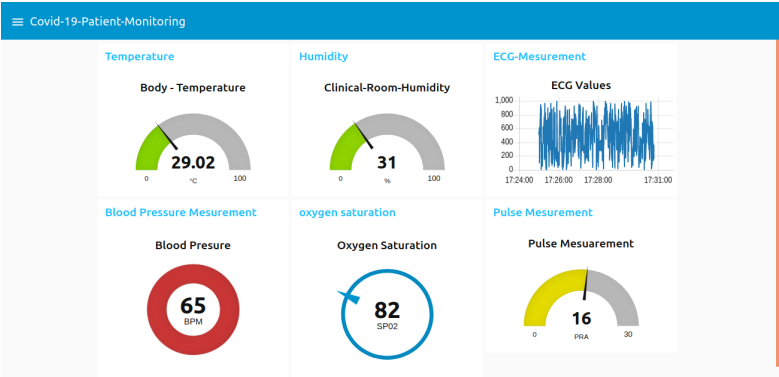 Covid-19-Patient-Monitoring
Temperature
Body - Temperature
29.02
0
°C
100
Humidity
Clinical-Room-Humidity
31
0
%
100
ECG-Mesurement
ECG Values
1,000
800
600
400
200
0
17:24:00 17:26:00 17:28:00 17:31:00
Blood Pressure Mesurement
Blood Presure
65
BPM
oxygen saturation
Oxygen Saturation
82
SP02
Pulse Mesurement
Pulse Mesuarement
16
0
PRA
30